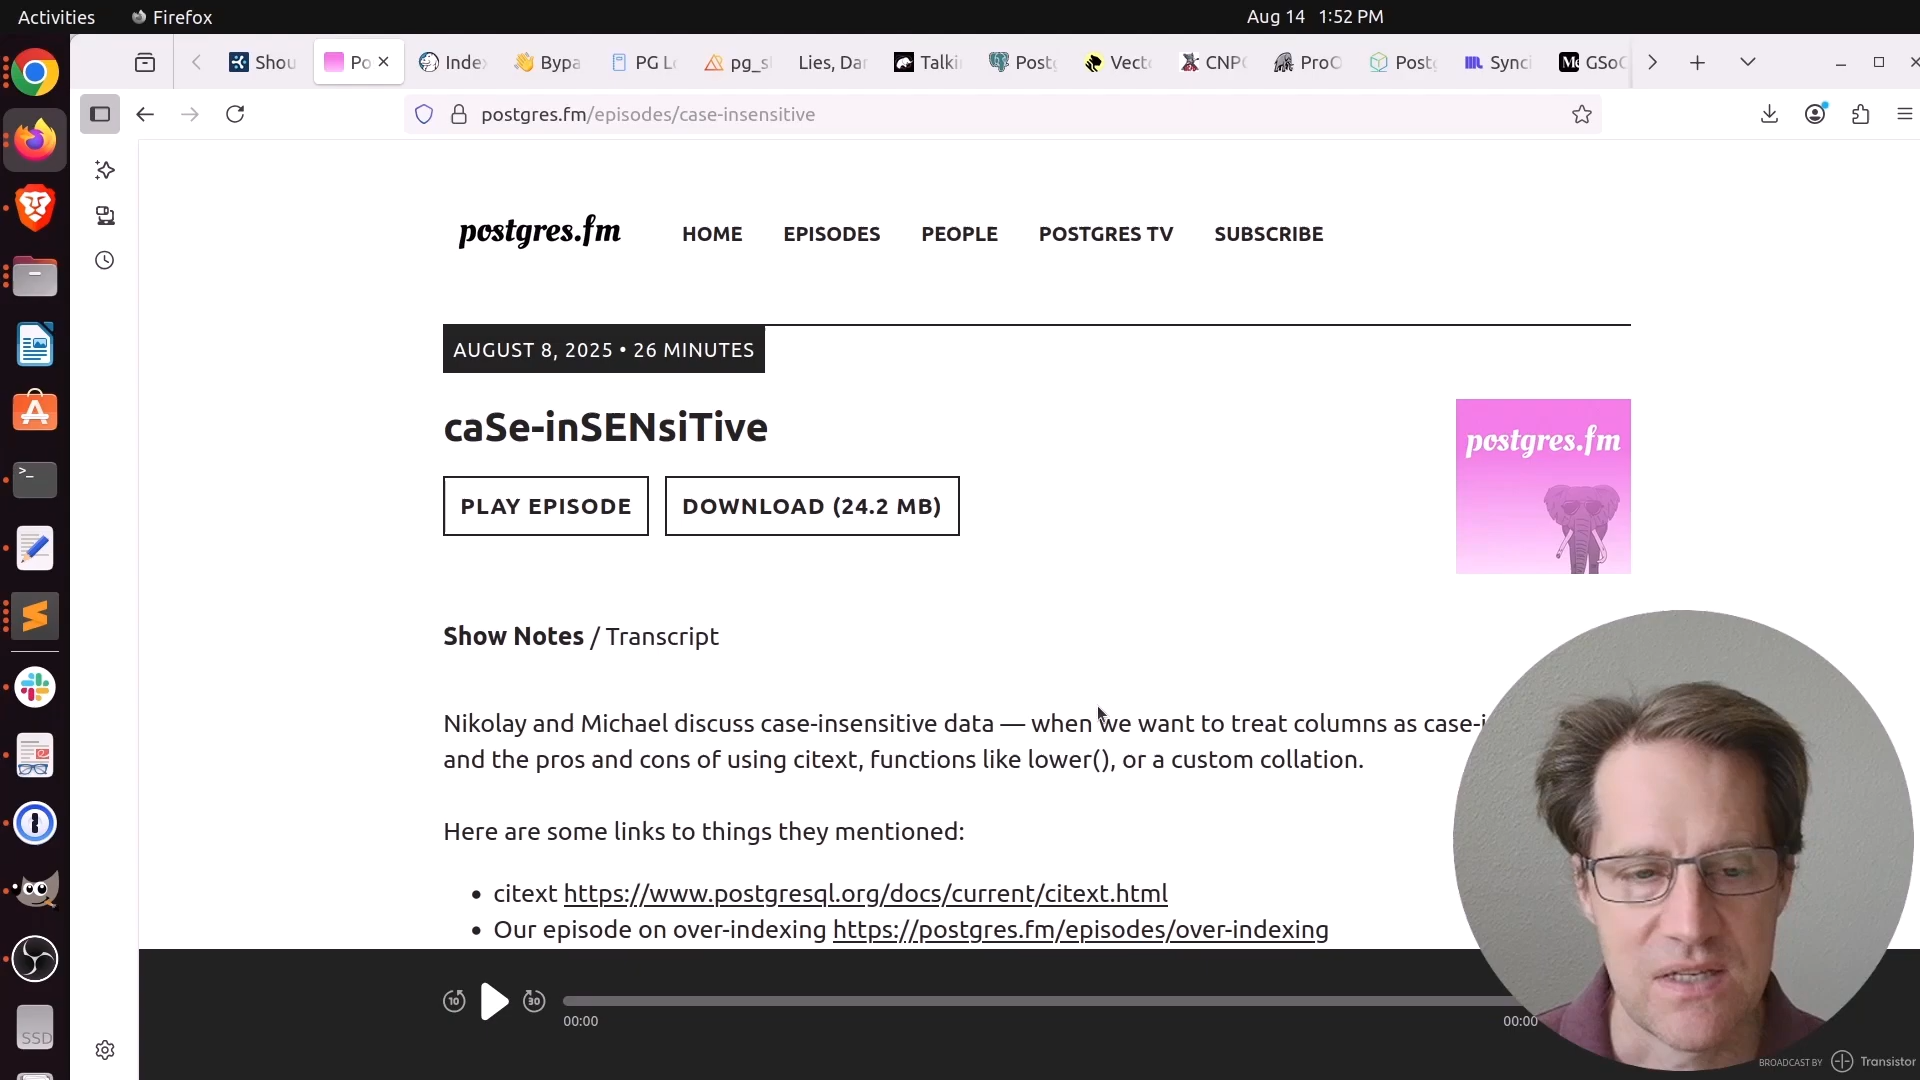 Activities
Firefox
Aug 14 1:52 PM
Shou
Po
Inde
Bypa
PG L
pg_s
Lies, Dar
Talki
Post
Vect
CNP
ProO
Post
Synci
GSoC
postgres.fm/episodes/case-insensitive
postgres.fm
HOME
EPISODES
PEOPLE
POSTGRES TV
SUBSCRIBE
AUGUST 8, 2025 • 26 MINUTES
caSe-inSENsiTive
PLAY EPISODE
DOWNLOAD (24.2 MB)
postgres.fm
Show Notes / Transcript
Nikolay and Michael discuss case-insensitive data — when we want to treat columns as case-i
and the pros and cons of using citext, functions like lower(), or a custom collation.
Here are some links to things they mentioned:
• citext https://www.postgresql.org/docs/current/citext.html
• Our episode on over-indexing https://postgres.fm/episodes/over-indexing
10
30
00:00
00:00
SSD
BROADCAST BY Transistor